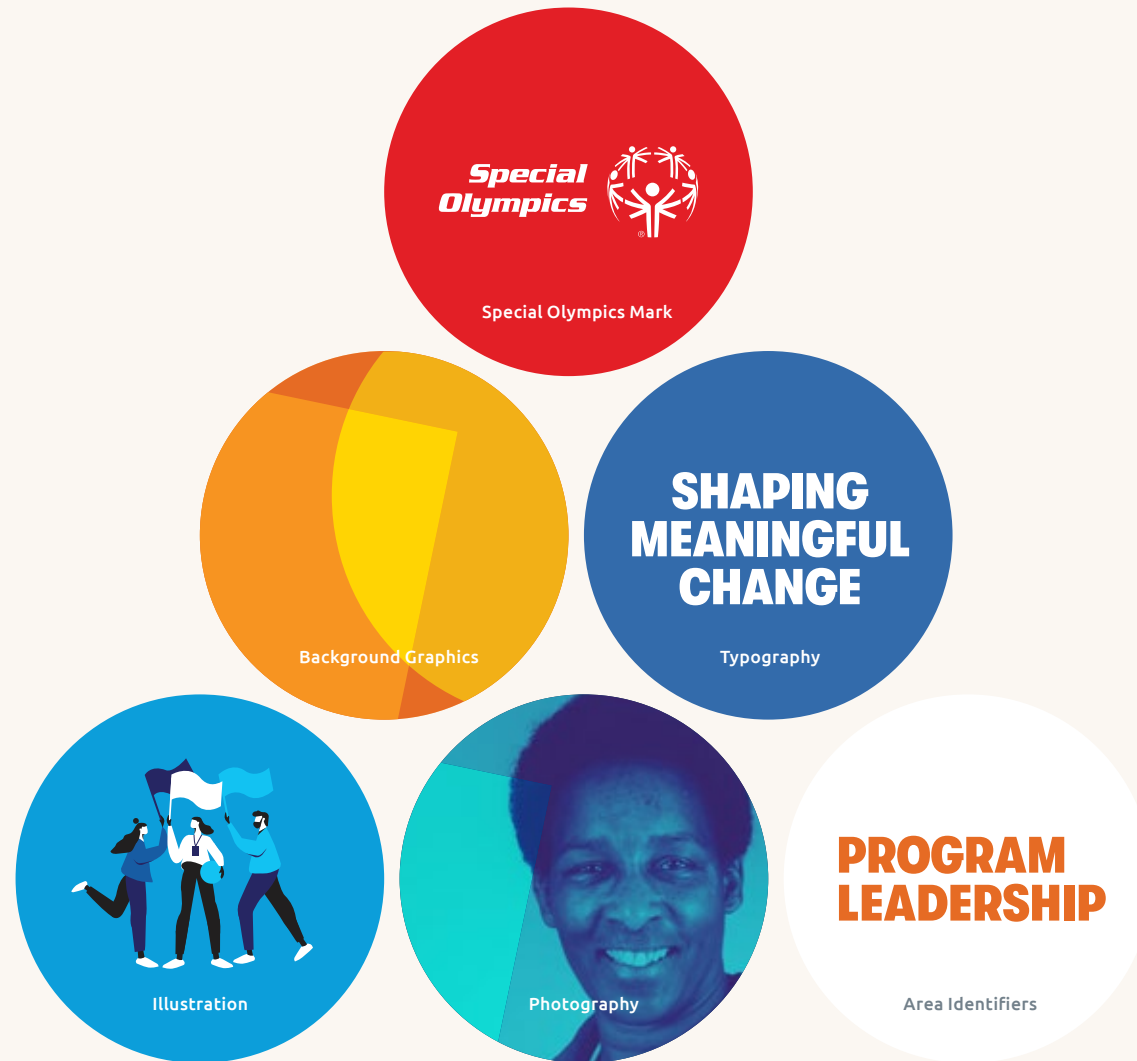 Special
Olympics
®
Special Olympics Mark
Background Graphics
SHAPING
MEANINGFUL
CHANGE
Typography
Illustration
Photography
PROGRAM
LEADERSHIP
Area Identifiers